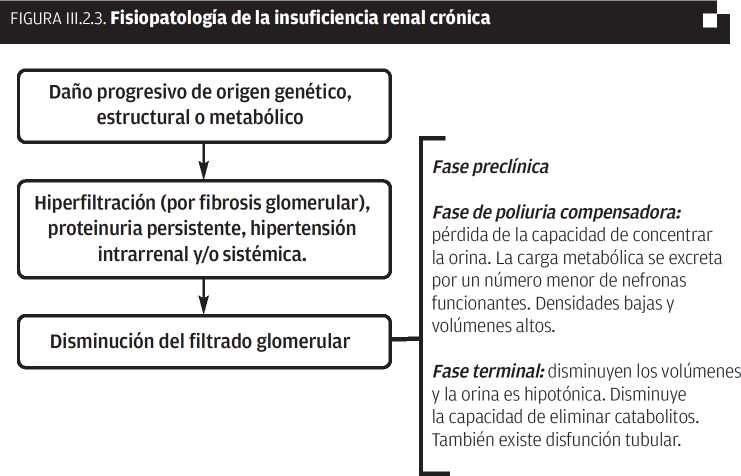 FIGURA III.2.3. Fisiopatología de la insuficiencia renal crónica
Daño progresivo de origen genético,
estructural o metabólico
Hiperfiltración (por fibrosis glomerular),
proteinuria persistente, hipertensión
intrarrenal y/o sistémica.
Disminución del filtrado glomerular
Fase preclínica
Fase de poliuria compensadora:
pérdida de la capacidad de concentrar
la orina. La carga metabólica se excreta
por un número menor de nefronas
funcionantes. Densidades bajas y
volúmenes altos.
Fase terminal: disminuyen los volúmenes
y la orina es hipotónica. Disminuye
la capacidad de eliminar catabolitos.
También existe disfunción tubular.